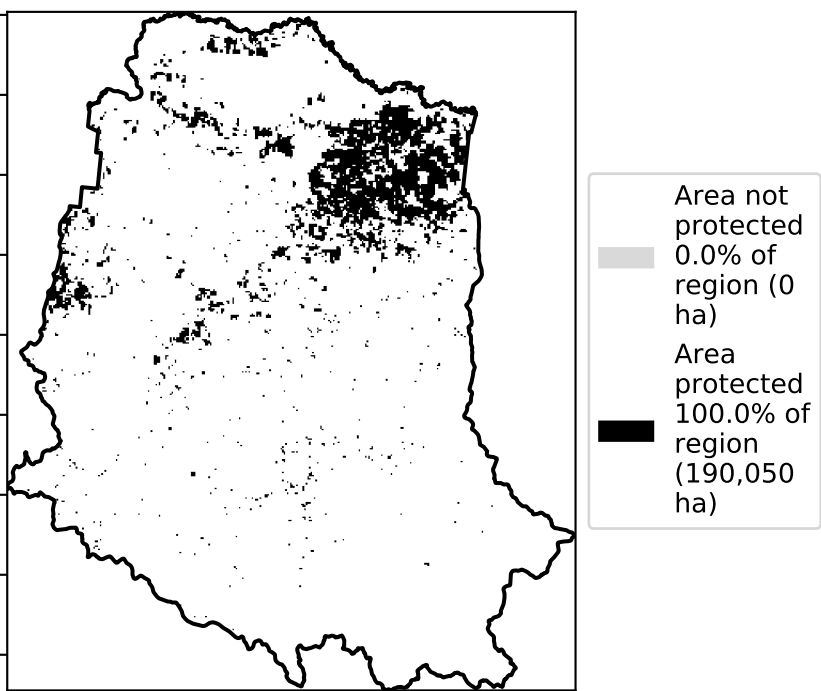 Area not
protected
0.0% of
region (0
ha)
Area
protected
100.0% of
region
(190,050
ha)